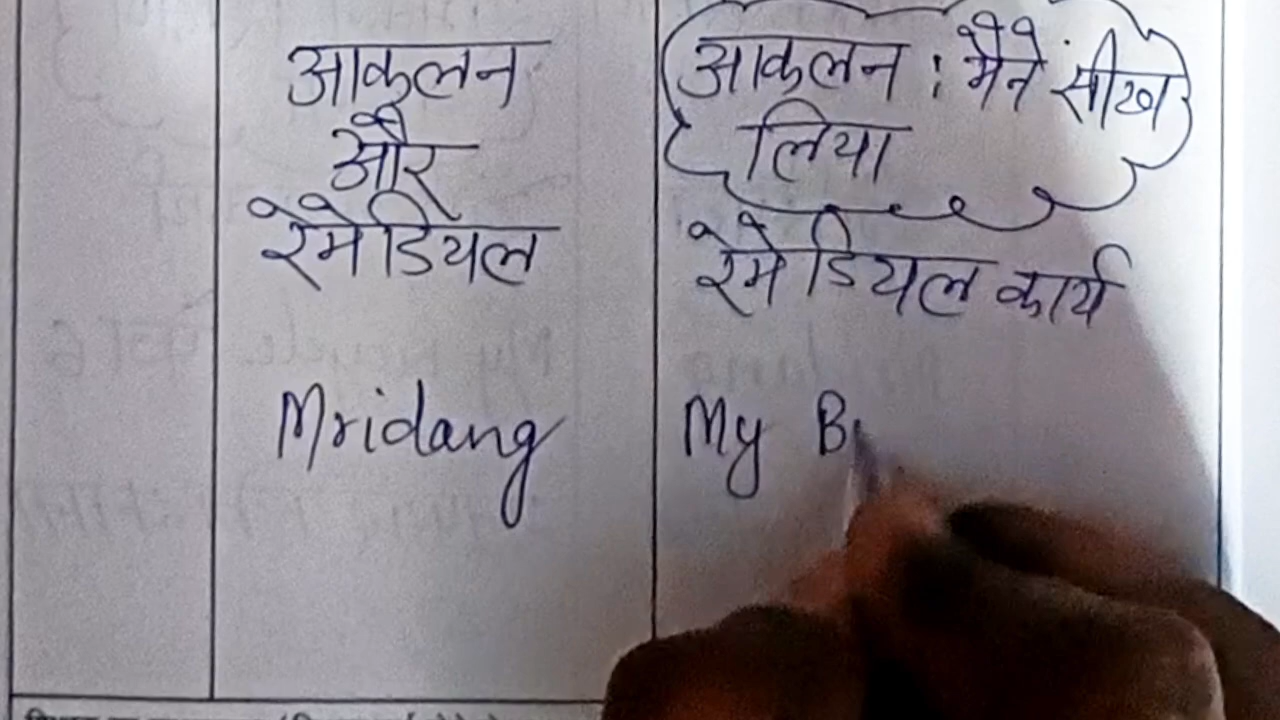 आकलन
और
रेमेडियल
आकलन : मैंने सीख
लिया
रेमेडियल कार्य
Mridang
My B